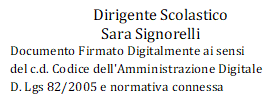 Dirigente Scolastico
Sara Signorelli
Documento Firmato Digitalmente ai sensi
del c.d. Codice dell'Amministrazione Digitale
D. Lgs 82/2005 e normativa connessa